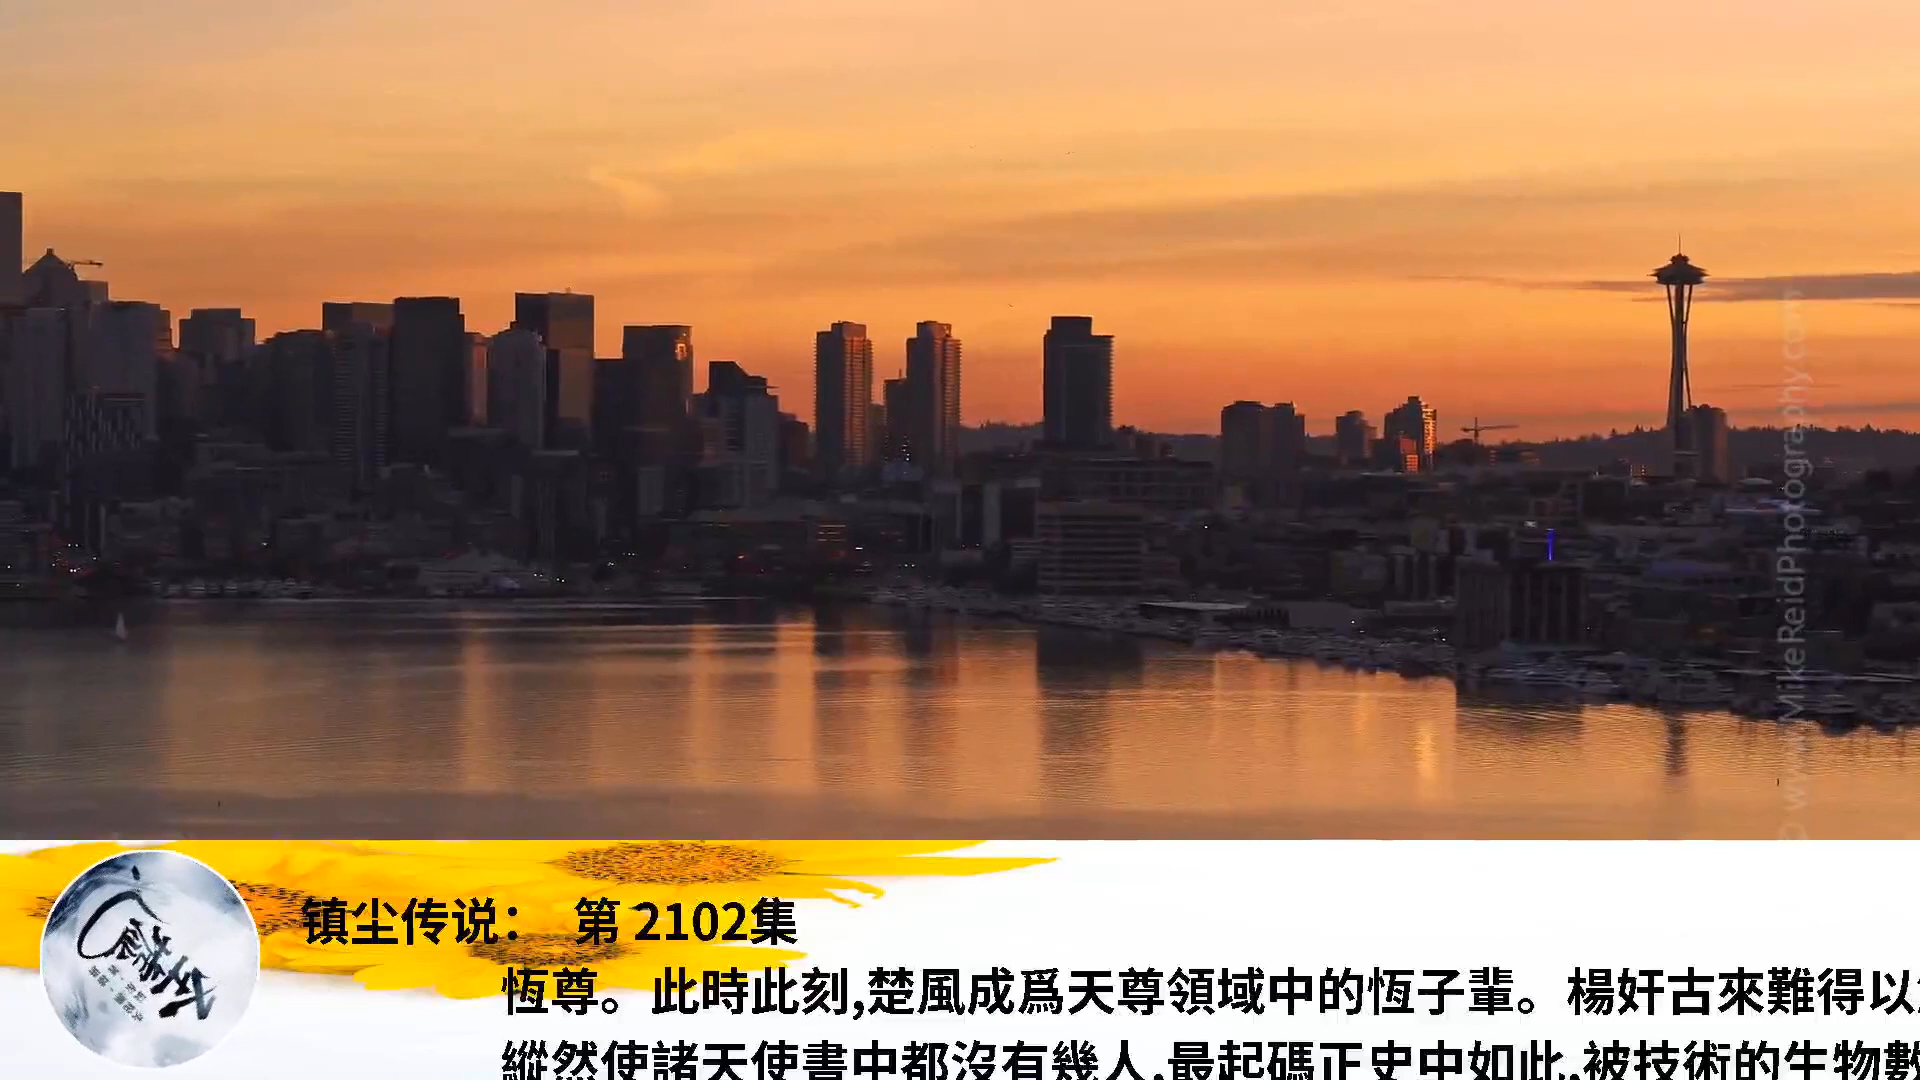 © www.MikeReidPhotography.com
镇尘传说： 第 2102集
恆尊。此時此刻,楚風成爲天尊領域中的恆子輩。楊奸古來難得以
縱然使諸天使書中都沒有幾人,最起碼正史中如此,被技術的生物數